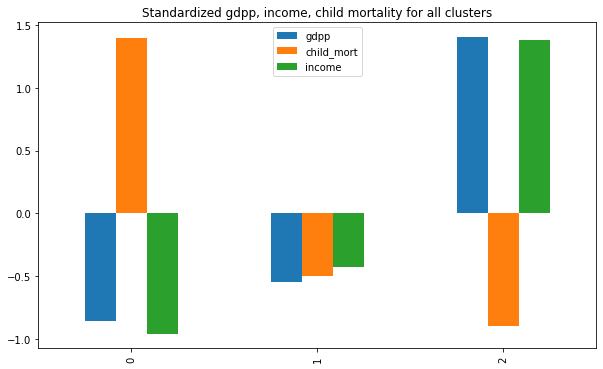 Standardized gdpp, income, child mortality for all clusters
gdpp
child_mort
income
1.5
1.0
0.5
0.0
−0.5
−1.0
0
1
2